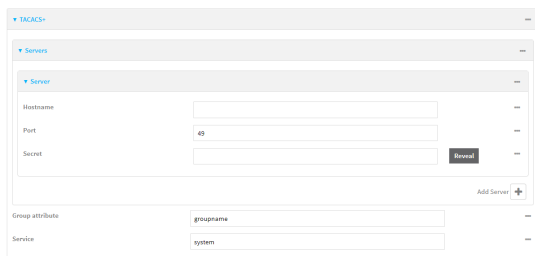 TACACS+
Servers
Server
Hostname
Port 49
Secret Reveal
Add Server
Group attribute groupname
Service system